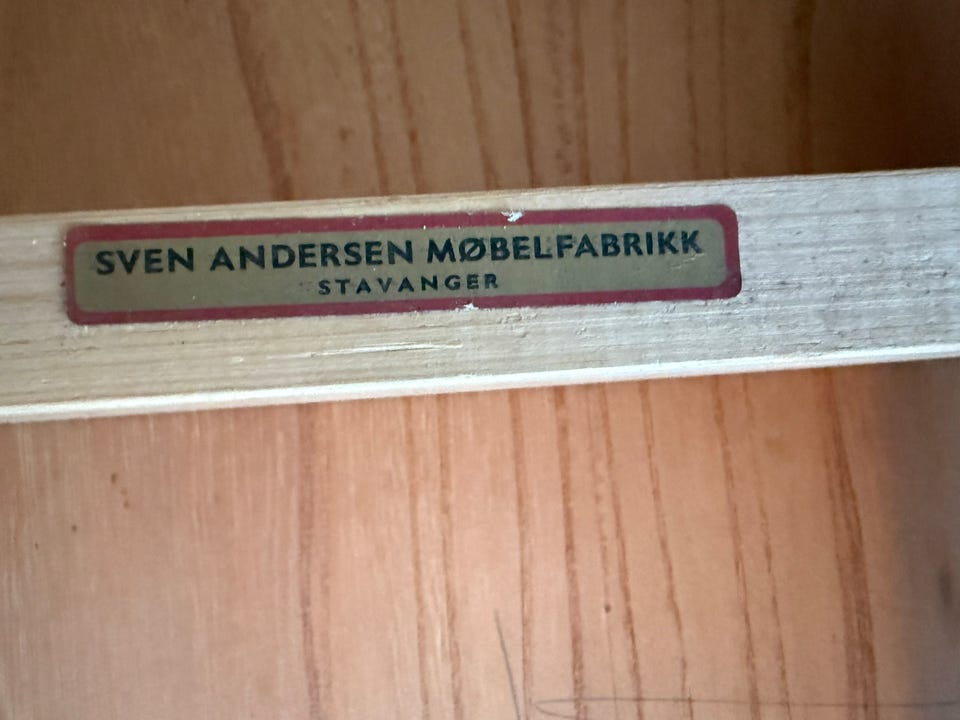 SVEN ANDERSEN MØBELFABRIKK
STAVANGER